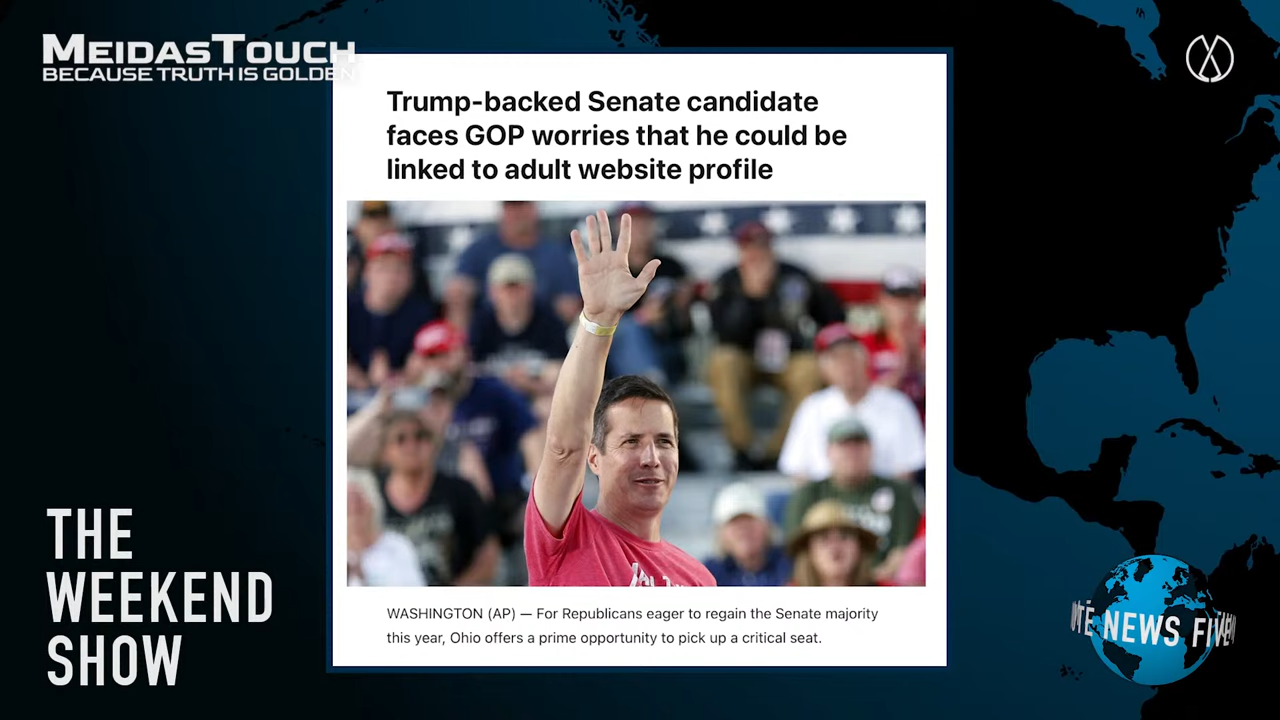 MEIDASTOUCH
BECAUSE TRUTH IS GOLDEN
Trump-backed Senate candidate
faces GOP worries that he could be
linked to adult website profile
WASHINGTON (AP) — For Republicans eager to regain the Senate majority
this year, Ohio offers a prime opportunity to pick up a critical seat.
THE
WEEKEND
SHOW
NEWS FIVE